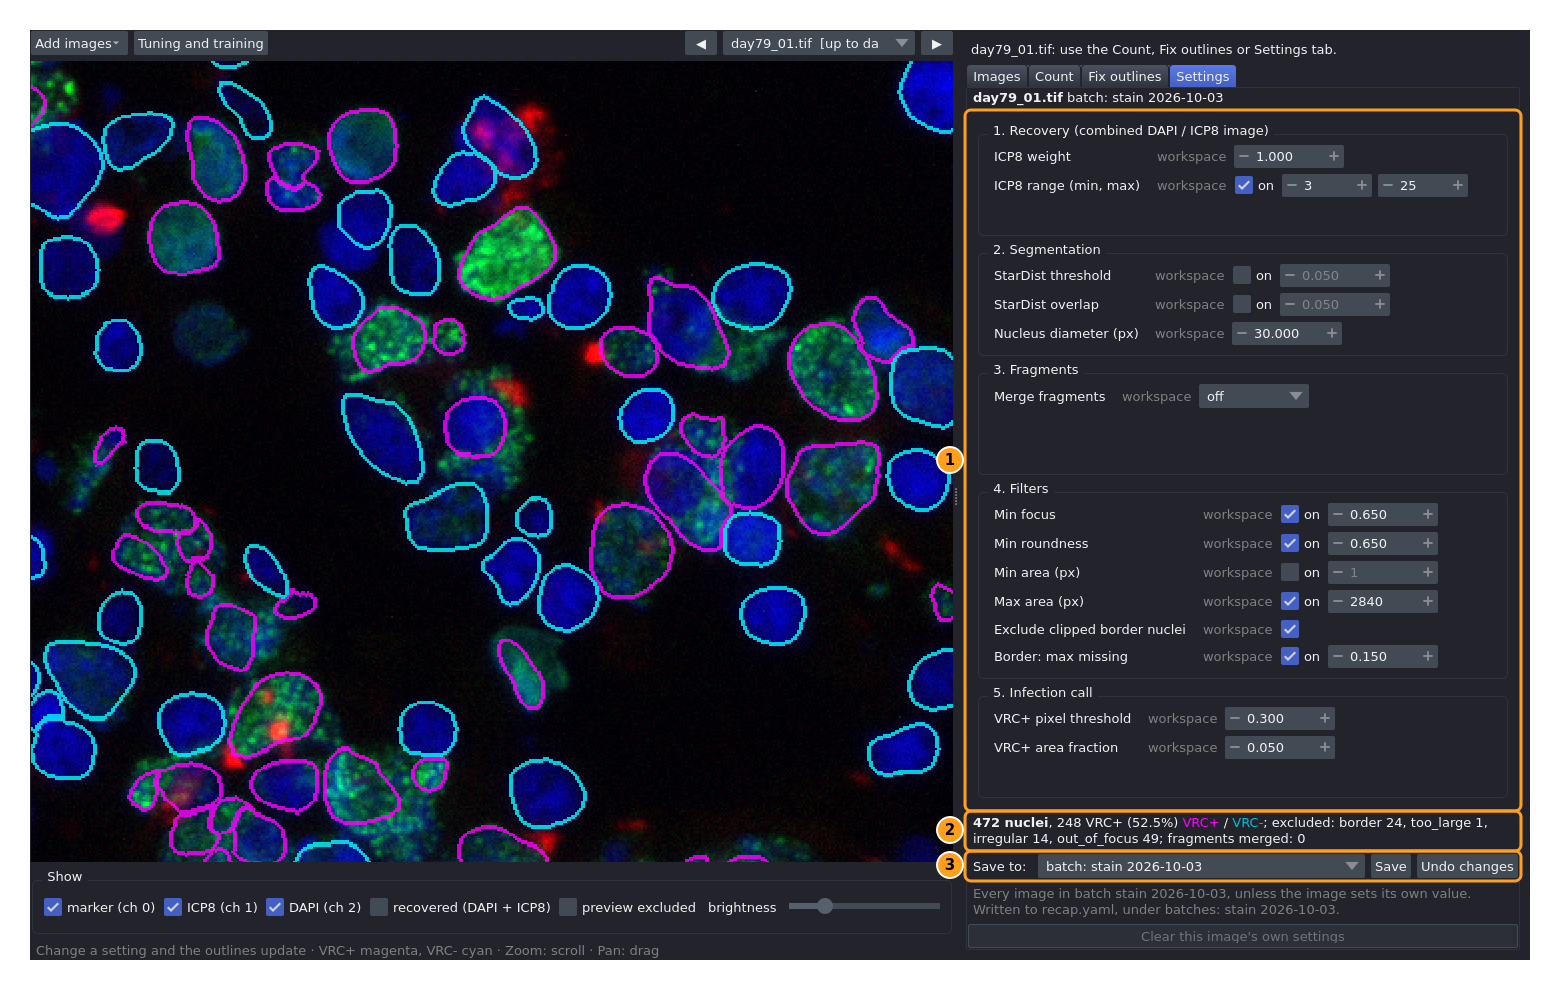 Add images
Tuning and training
◀
day79_01.tif [up to da
▶
day79_01.tif: use the Count, Fix outlines or Settings tab.
Images
Count
Fix outlines
Settings
day79_01.tif batch: stain 2026-10-03
1. Recovery (combined DAPI / ICP8 image)
ICP8 weight workspace − 1.000 +
ICP8 range (min, max) workspace on − 3 + − 25 +
2. Segmentation
StarDist threshold workspace on − 0.050 +
StarDist overlap workspace on − 0.050 +
Nucleus diameter (px) workspace − 30.000 +
3. Fragments
Merge fragments workspace off
1
4. Filters
Min focus workspace on − 0.650 +
Min roundness workspace on − 0.650 +
Min area (px) workspace on − 1 +
Max area (px) workspace on − 2840 +
Exclude clipped border nuclei workspace
Border: max missing workspace on − 0.150 +
5. Infection call
VRC+ pixel threshold workspace − 0.300 +
VRC+ area fraction workspace − 0.050 +
2
472 nuclei, 248 VRC+ (52.5%) VRC+ / VRC-; excluded: border 24, too_large 1,
irregular 14, out_of_focus 49; fragments merged: 0
3
Save to: batch: stain 2026-10-03 Save Undo changes
Every image in batch stain 2026-10-03, unless the image sets its own value.
Written to recap.yaml, under batches: stain 2026-10-03.
Clear this image's own settings
Show
marker (ch 0) ICP8 (ch 1) DAPI (ch 2) recovered (DAPI + ICP8) preview excluded brightness
Change a setting and the outlines update · VRC+ magenta, VRC- cyan · Zoom: scroll · Pan: drag